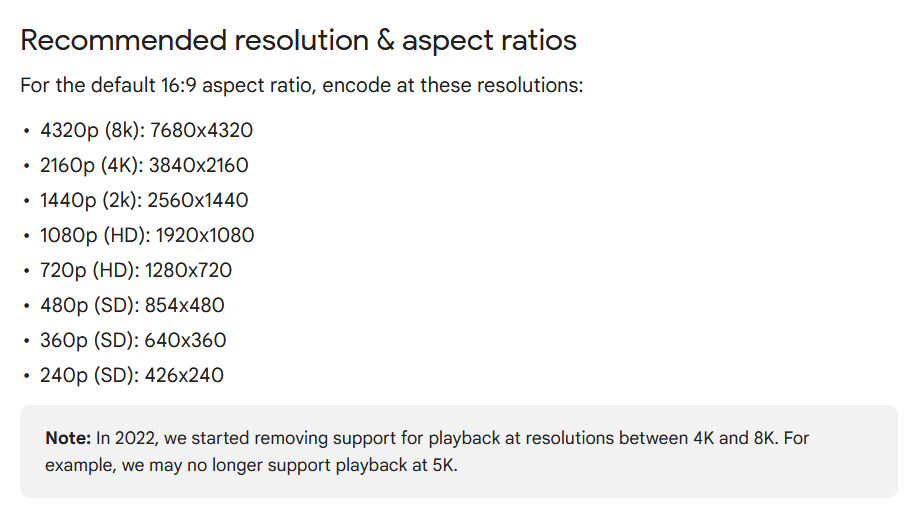 Recommended resolution & aspect ratios
For the default 16:9 aspect ratio, encode at these resolutions:
• 4320p (8k): 7680x4320
• 2160p (4K): 3840x2160
• 1440p (2k): 2560x1440
• 1080p (HD): 1920x1080
• 720p (HD): 1280x720
• 480p (SD): 854x480
• 360p (SD): 640x360
• 240p (SD): 426x240
Note: In 2022, we started removing support for playback at resolutions between 4K and 8K. For
example, we may no longer support playback at 5K.